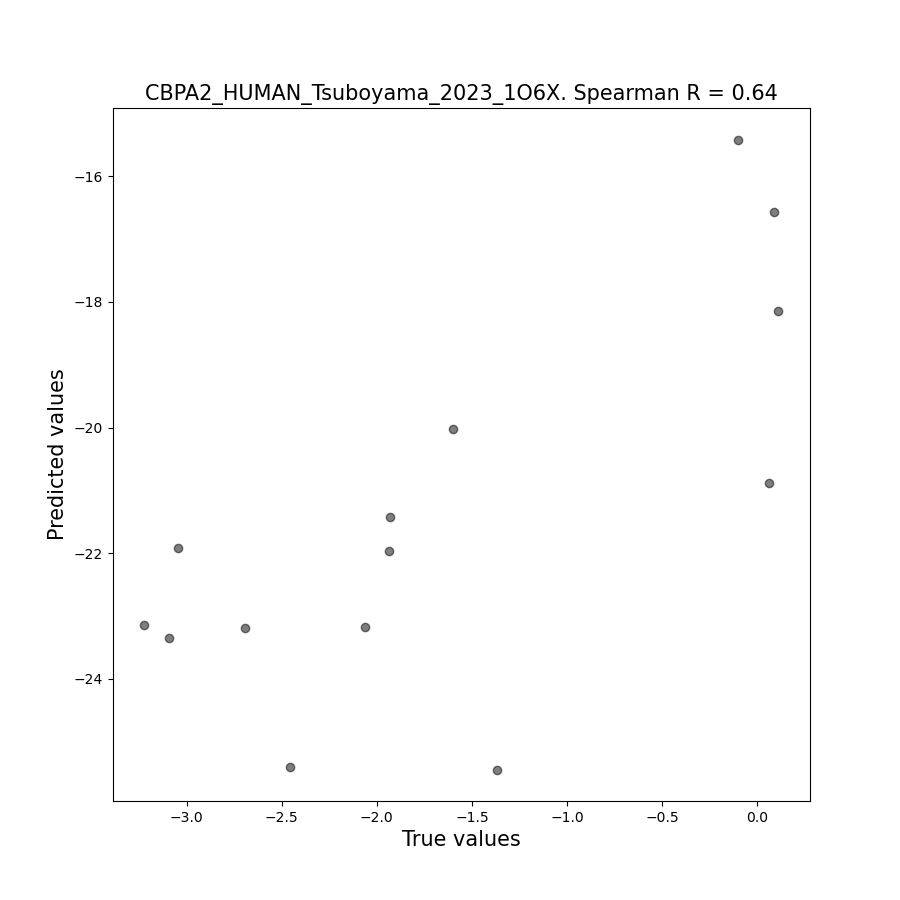 CBPA2_HUMAN_Tsuboyama_2023_1O6X. Spearman R = 0.64
Predicted values
−16
−18
−20
−22
−24
−3.0 −2.5 −2.0 −1.5 −1.0 −0.5 0.0
True values